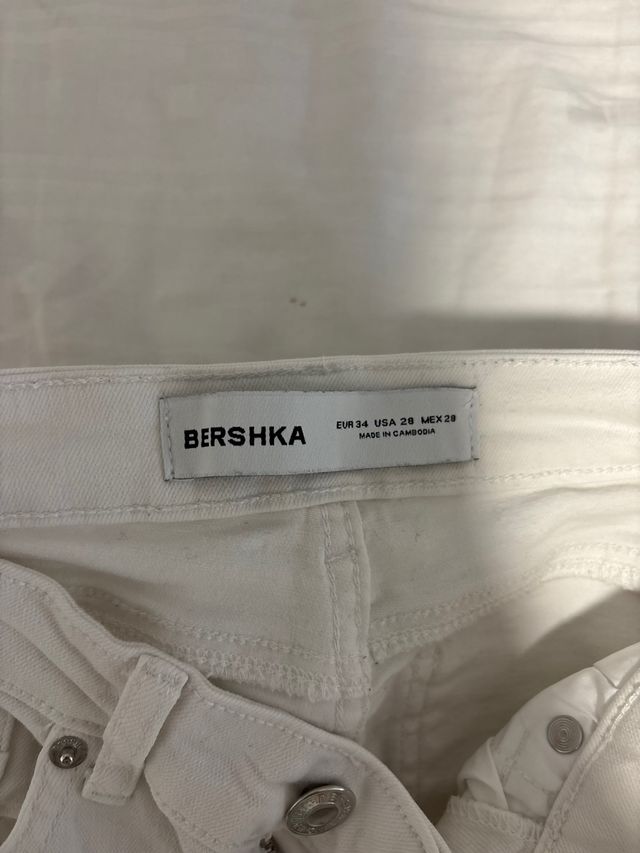 BERSHKA
EUR 34 USA 28 MEX 28
MADE IN CAMBODIA